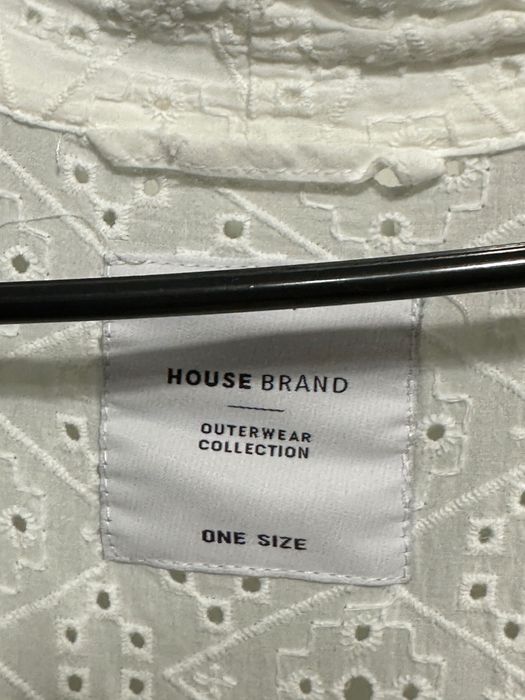 HOUSE BRAND
OUTERWEAR
COLLECTION
ONE SIZE